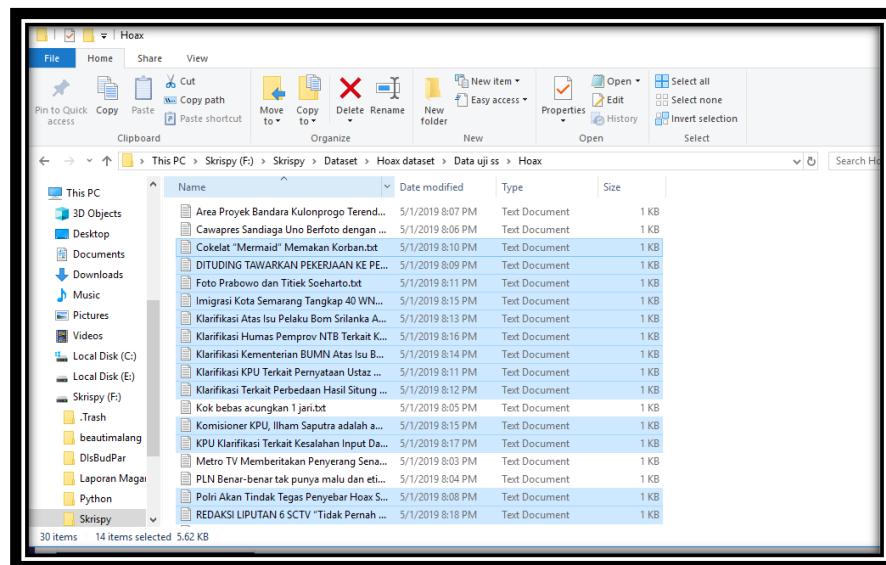 Hoax
File Home Share View
Pin to Quick access
Copy
Paste
Cut
Copy path
Paste shortcut
Move to
Copy to
Delete
Rename
New folder
New item
Easy access
Properties
Open
Edit
History
Select all
Select none
Invert selection
Clipboard Organize New Open Select
This PC > Skrispy (F:) > Skrispy > Dataset > Hoax dataset > Data uji ss > Hoax
Search Ho
This PC
3D Objects
Desktop
Documents
Downloads
Music
Pictures
Videos
Local Disk (C:)
Local Disk (E:)
Skrispy (F:)
.Trash
beautimalang
DIsBudPar
Laporan Magan
Python
Skrispy
Name Date modified Type Size
Area Proyek Bandara Kulonprogo Terend... 5/1/2019 8:07 PM Text Document 1 KB
Cawapres Sandiaga Uno Berfoto dengan ... 5/1/2019 8:06 PM Text Document 1 KB
Cokelat "Mermaid" Memakan Korban.txt 5/1/2019 8:10 PM Text Document 1 KB
DITUDING TAWARKAN PEKERJAAN KE PE... 5/1/2019 8:09 PM Text Document 1 KB
Foto Prabowo dan Titiek Soeharto.txt 5/1/2019 8:11 PM Text Document 1 KB
Imigrasi Kota Semarang Tangkap 40 WN... 5/1/2019 8:15 PM Text Document 1 KB
Klarifikasi Atas Isu Pelaku Bom Srilanka A... 5/1/2019 8:13 PM Text Document 1 KB
Klarifikasi Humas Pemprov NTB Terkait K... 5/1/2019 8:16 PM Text Document 1 KB
Klarifikasi Kementerian BUMN Atas Isu B... 5/1/2019 8:14 PM Text Document 1 KB
Klarifikasi KPU Terkait Pernyataan Ustaz ... 5/1/2019 8:11 PM Text Document 1 KB
Klarifikasi Terkait Perbedaan Hasil Situng ... 5/1/2019 8:12 PM Text Document 1 KB
Kok bebas acungkan 1 jari.txt 5/1/2019 8:05 PM Text Document 1 KB
Komisioner KPU, Ilham Saputra adalah a... 5/1/2019 8:15 PM Text Document 1 KB
KPU Klarifikasi Terkait Kesalahan Input Da... 5/1/2019 8:17 PM Text Document 1 KB
Metro TV Memberitakan Penyerang Sena... 5/1/2019 8:03 PM Text Document 1 KB
PLN Benar-benar tak punya malu dan eti... 5/1/2019 8:04 PM Text Document 1 KB
Polri Akan Tindak Tegas Penyebar Hoax S... 5/1/2019 8:08 PM Text Document 1 KB
REDAKSI LIPUTAN 6 SCTV "Tidak Pernah ... 5/1/2019 8:18 PM Text Document 1 KB
30 items 14 items selected 5.62 KB